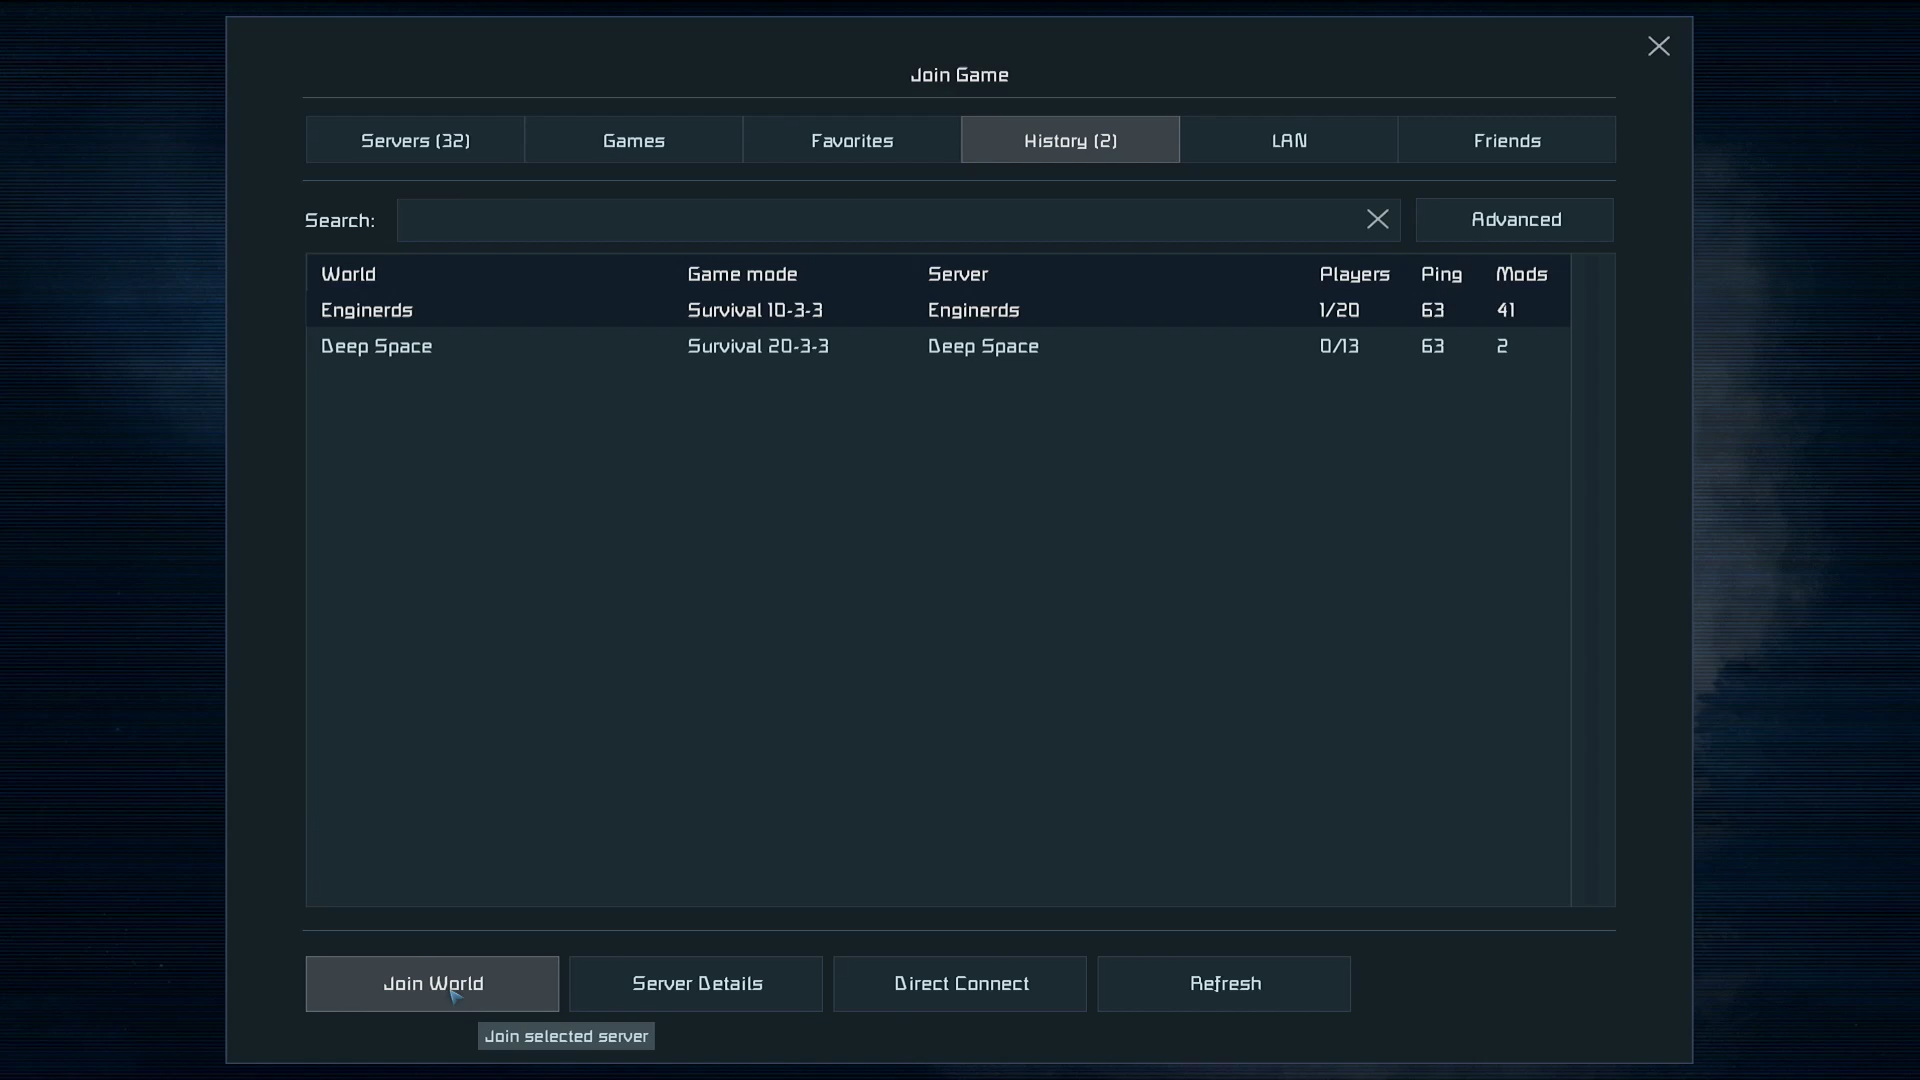 Join Game
Servers (32) Games Favorites History (2) LAN Friends
Search: Advanced
World Game mode Server Players Ping Mods
Enginerds Survival 10-3-3 Enginerds 1/20 63 41
Deep Space Survival 20-3-3 Deep Space 0/13 63 2
Join World Server Details Direct Connect Refresh
Join selected server